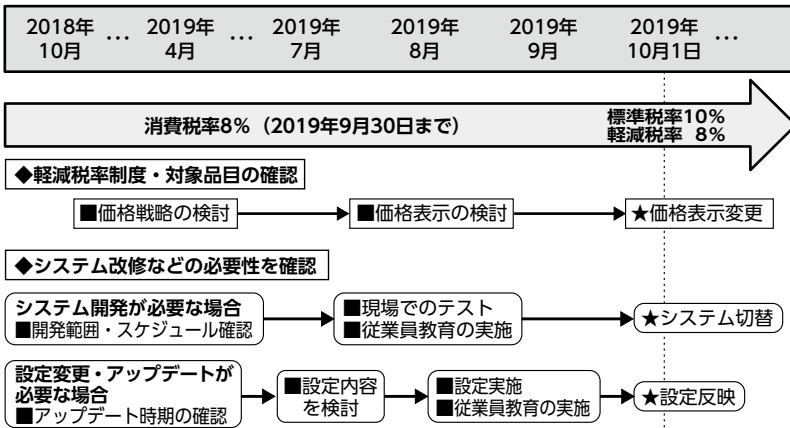 2018年 … 2019年 … 2019年 2019年 2019年 2019年 …
10月 4月 7月 8月 9月 10月1日
消費税率8%（2019年9月30日まで）
標準税率10%
軽減税率 8%
◆軽減税率制度・対象品目の確認
■価格戦略の検討
■価格表示の検討
★価格表示変更
◆システム改修などの必要性を確認
システム開発が必要な場合
■開発範囲・スケジュール確認
■現場でのテスト
■従業員教育の実施
★システム切替
設定変更・アップデートが
必要な場合
■アップデート時期の確認
■設定内容
を検討
■設定実施
■従業員教育の実施
★設定反映